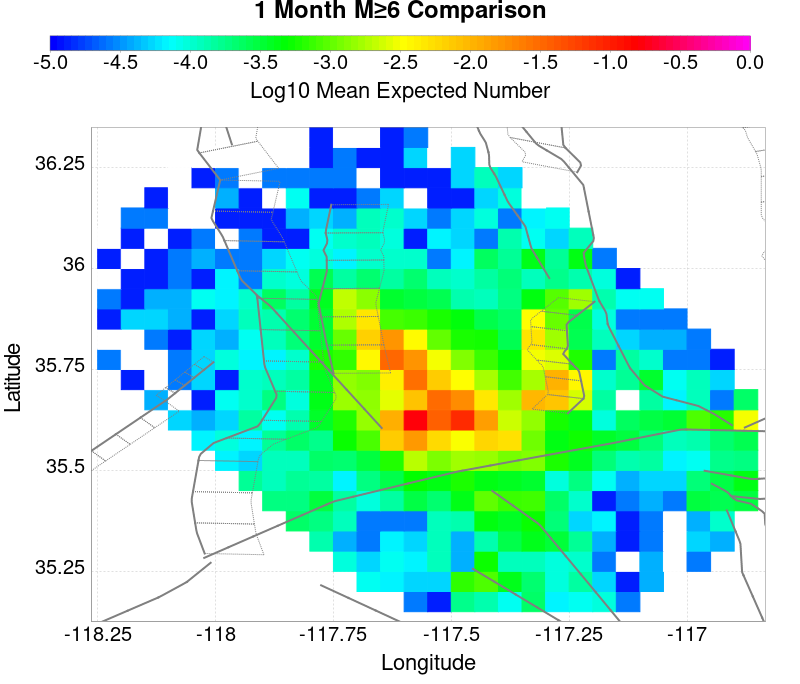 1 Month M≥6 Comparison
-5.0 -4.5 -4.0 -3.5 -3.0 -2.5 -2.0 -1.5 -1.0 -0.5 0.0
Log10 Mean Expected Number
36.25
36
35.75
35.5
35.25
Latitude
-118.25 -118 -117.75 -117.5 -117.25 -117
Longitude